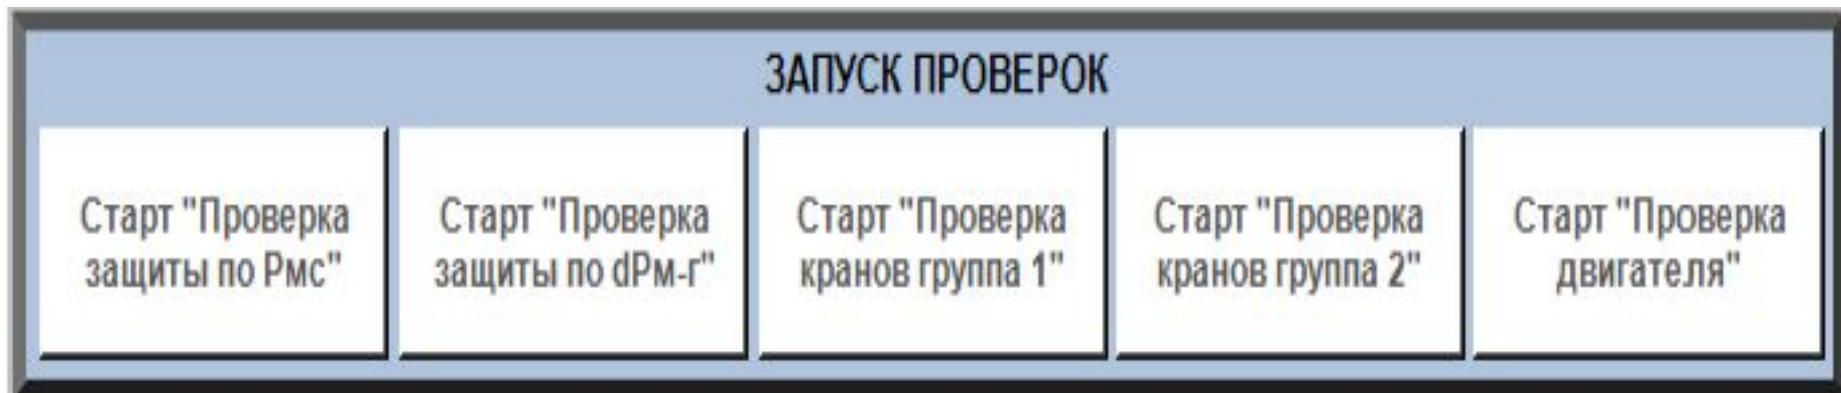 ЗАПУСК ПРОВЕРОК
Старт "Проверка
защиты по Рмс"
Старт "Проверка
защиты по dРм-г"
Старт "Проверка
кранов группа 1"
Старт "Проверка
кранов группа 2"
Старт "Проверка
двигателя"